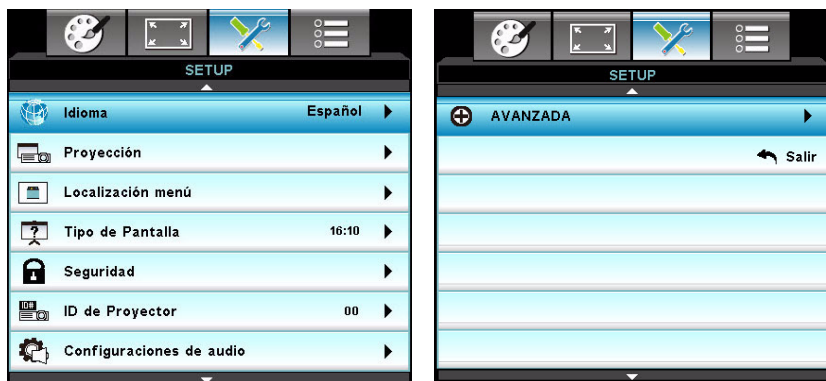 SETUP
Idioma Español
Proyección
Localización menú
Tipo de Pantalla 16:10
Seguridad
ID de Proyector 00
Configuraciones de audio
SETUP
AVANZADA
Salir